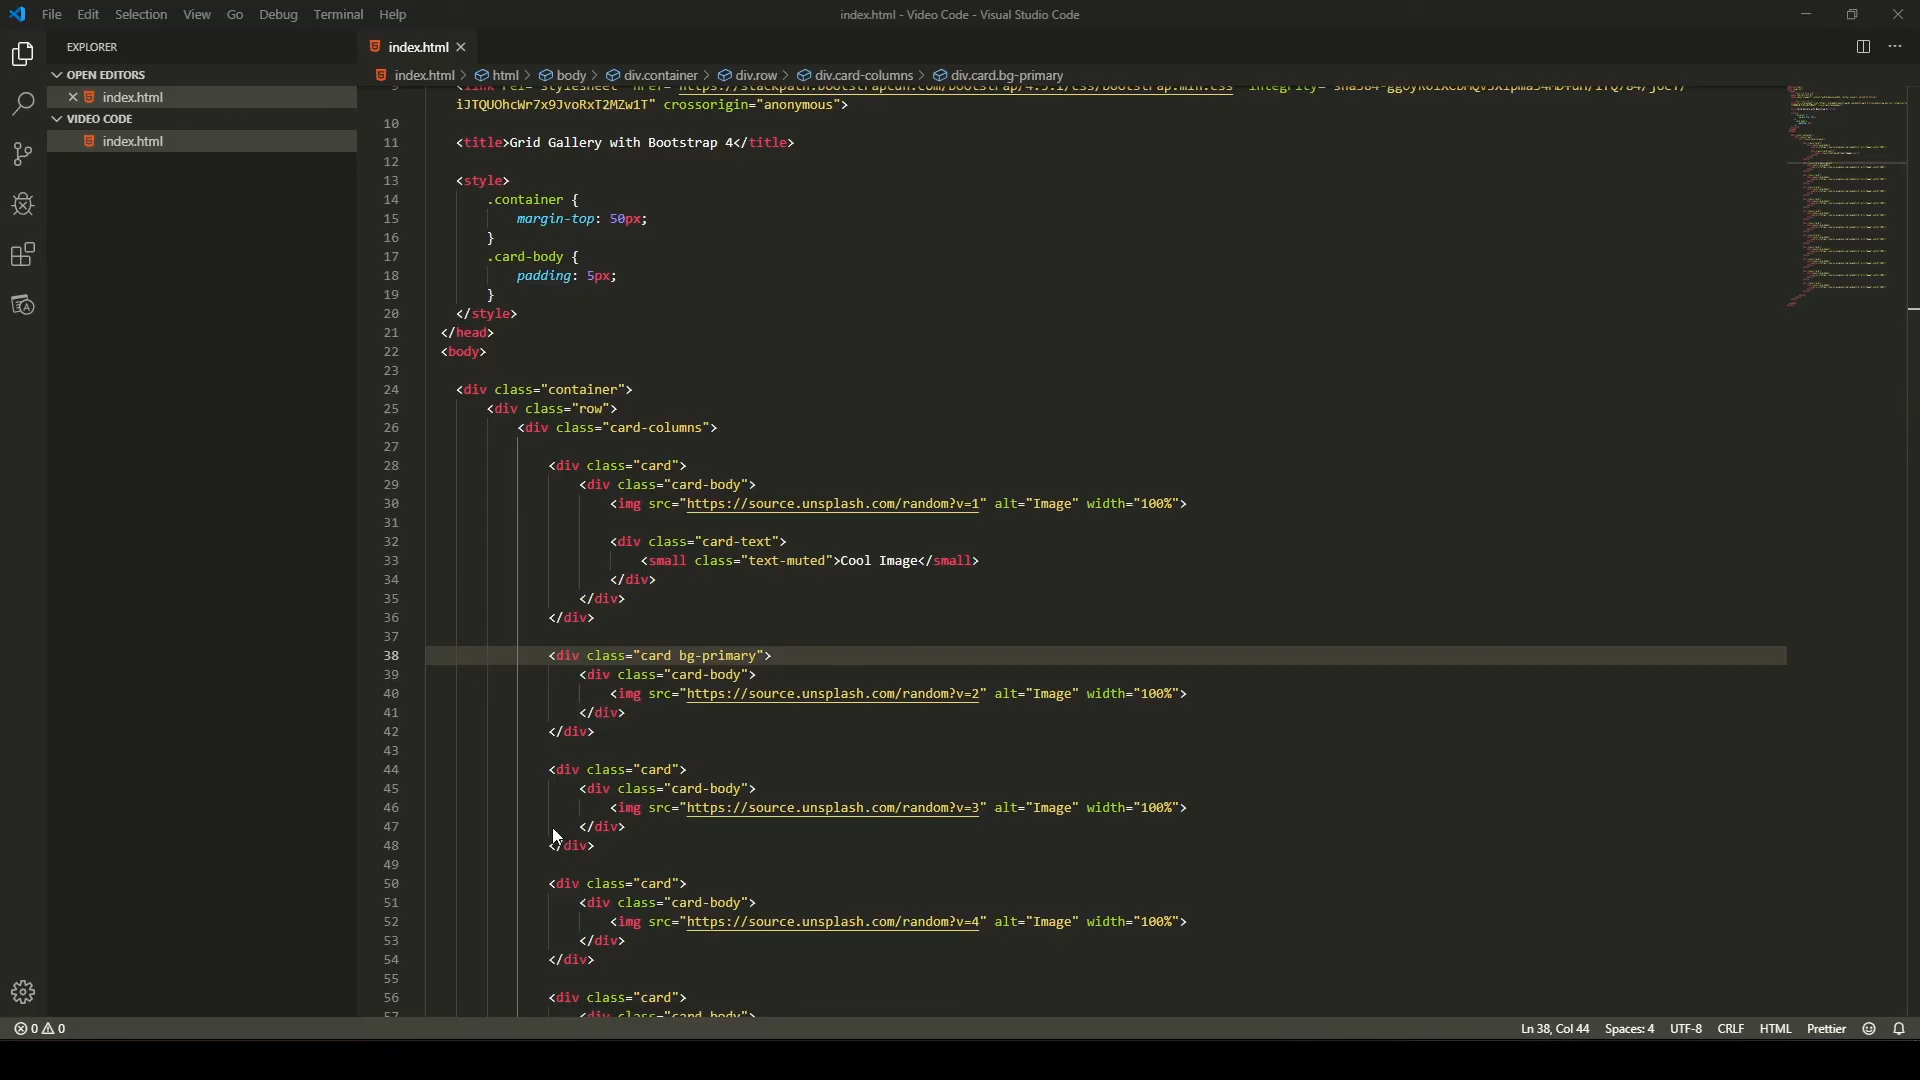 File Edit Selection View Go Debug Terminal Help
index.html - Video Code - Visual Studio Code
EXPLORER
OPEN EDITORS
index.html
VIDEO CODE
index.html
index.html
index.html > html > body > div.container > div.row > div.card-columns > div.card.bg-primary
iJTQUOhcWr7x9JvoRxT2MZw1T" crossorigin="anonymous">
10
11 <title>Grid Gallery with Bootstrap 4</title>
12
13 <style>
14 .container {
15 margin-top: 50px;
16 }
17 .card-body {
18 padding: 5px;
19 }
20 </style>
21 </head>
22 <body>
23
24 <div class="container">
25 <div class="row">
26 <div class="card-columns">
27
28 <div class="card">
29 <div class="card-body">
30 <img src="https://source.unsplash.com/random?v=1" alt="Image" width="100%">
31
32 <div class="card-text">
33 <small class="text-muted">Cool Image</small>
34 </div>
35 </div>
36 </div>
37
38 <div class="card bg-primary">
39 <div class="card-body">
40 <img src="https://source.unsplash.com/random?v=2" alt="Image" width="100%">
41 </div>
42 </div>
43
44 <div class="card">
45 <div class="card-body">
46 <img src="https://source.unsplash.com/random?v=3" alt="Image" width="100%">
47 </div>
48 </div>
49
50 <div class="card">
51 <div class="card-body">
52 <img src="https://source.unsplash.com/random?v=4" alt="Image" width="100%">
53 </div>
54 </div>
55
56 <div class="card">
57 <div class="card-body">
0 0
Ln 38, Col 44 Spaces: 4 UTF-8 CRLF HTML Prettier